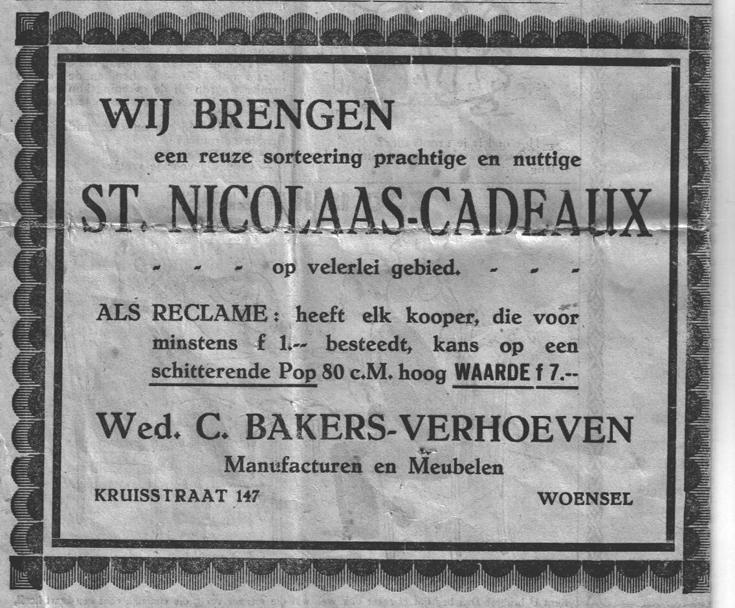 WIJ BRENGEN
een reuze sorteering prachtige en nuttige
ST. NICOLAAS-CADEAUX
- - - op velerlei gebied. - - -
ALS RECLAME: heeft elk kooper, die voor
minstens f 1.-- besteedt, kans op een
schitterende Pop 80 c.M. hoog WAARDE f 7.--
Wed. C. BAKERS-VERHOEVEN
Manufacturen en Meubelen
KRUISSTRAAT 147 WOENSEL